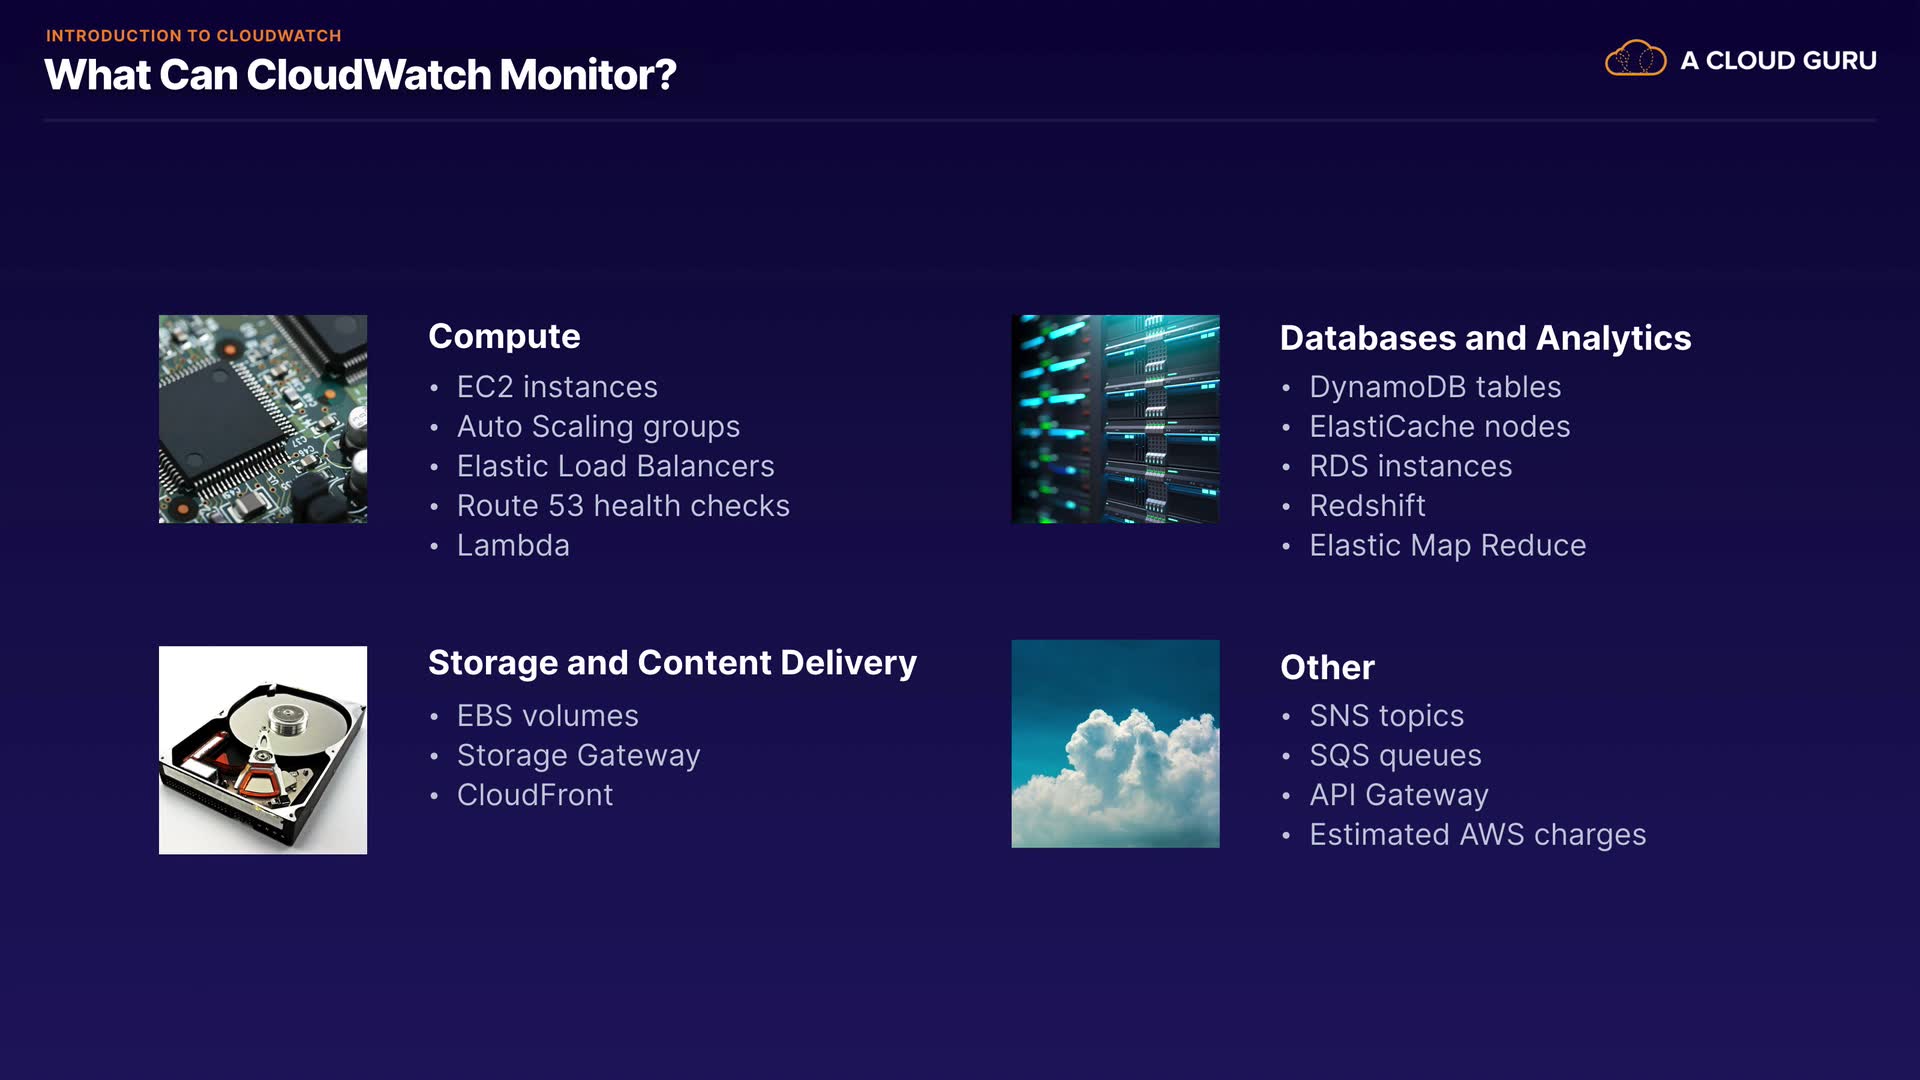 INTRODUCTION TO CLOUDWATCH
What Can CloudWatch Monitor?
A CLOUD GURU
Compute
• EC2 instances
• Auto Scaling groups
• Elastic Load Balancers
• Route 53 health checks
• Lambda
Databases and Analytics
• DynamoDB tables
• ElastiCache nodes
• RDS instances
• Redshift
• Elastic Map Reduce
Storage and Content Delivery
• EBS volumes
• Storage Gateway
• CloudFront
Other
• SNS topics
• SQS queues
• API Gateway
• Estimated AWS charges